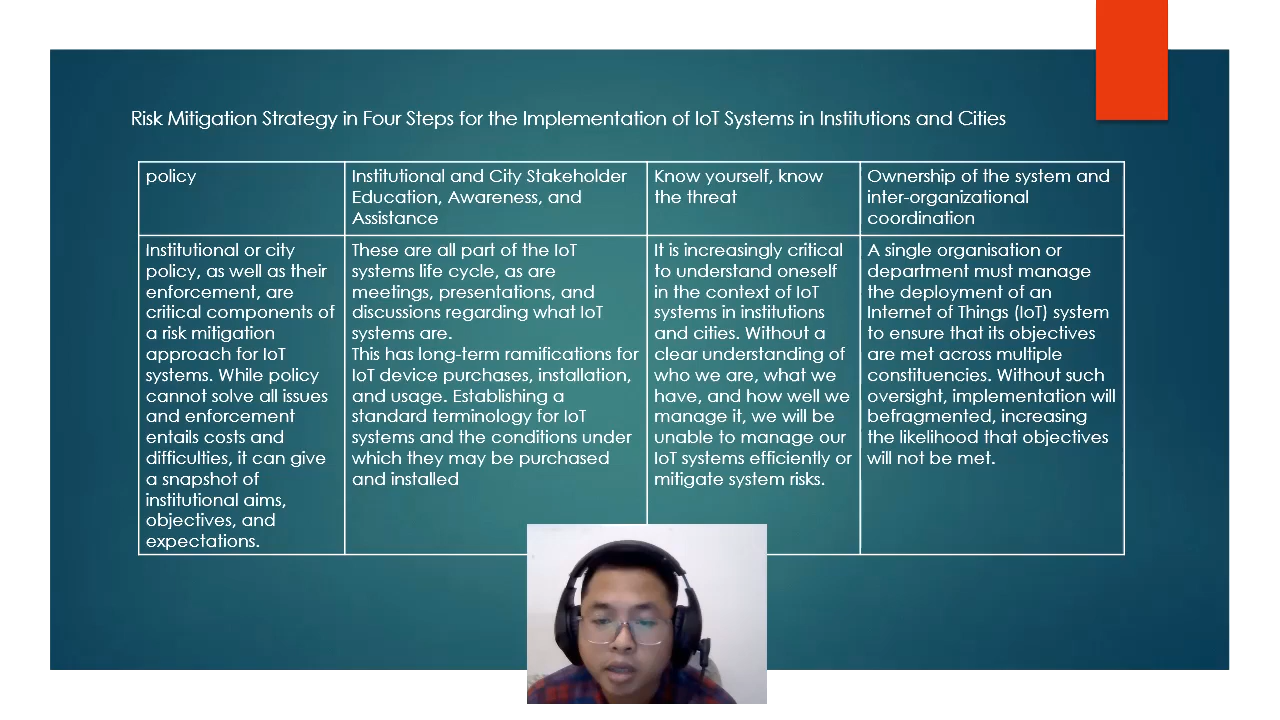 Risk Mitigation Strategy in Four Steps for the Implementation of IoT Systems in Institutions and Cities
policy
Institutional and City Stakeholder
Education, Awareness, and
Assistance
Know yourself, know
the threat
Ownership of the system and
inter-organizational
coordination
Institutional or city
policy, as well as their
enforcement, are
critical components of
a risk mitigation
approach for IoT
systems. While policy
cannot solve all issues
and enforcement
entails costs and
difficulties, it can give
a snapshot of
institutional aims,
objectives, and
expectations.
These are all part of the IoT
systems life cycle, as are
meetings, presentations, and
discussions regarding what IoT
systems are.
This has long-term ramifications for
IoT device purchases, installation,
and usage. Establishing a
standard terminology for IoT
systems and the conditions under
which they may be purchased
and installed
It is increasingly critical
to understand oneself
in the context of IoT
systems in institutions
and cities. Without a
clear understanding of
who we are, what we
have, and how well we
manage it, we will be
unable to manage our
IoT systems efficiently or
mitigate system risks.
A single organisation or
department must manage
the deployment of an
Internet of Things (IoT) system
to ensure that its objectives
are met across multiple
constituencies. Without such
oversight, implementation will
befragmented, increasing
the likelihood that objectives
will not be met.